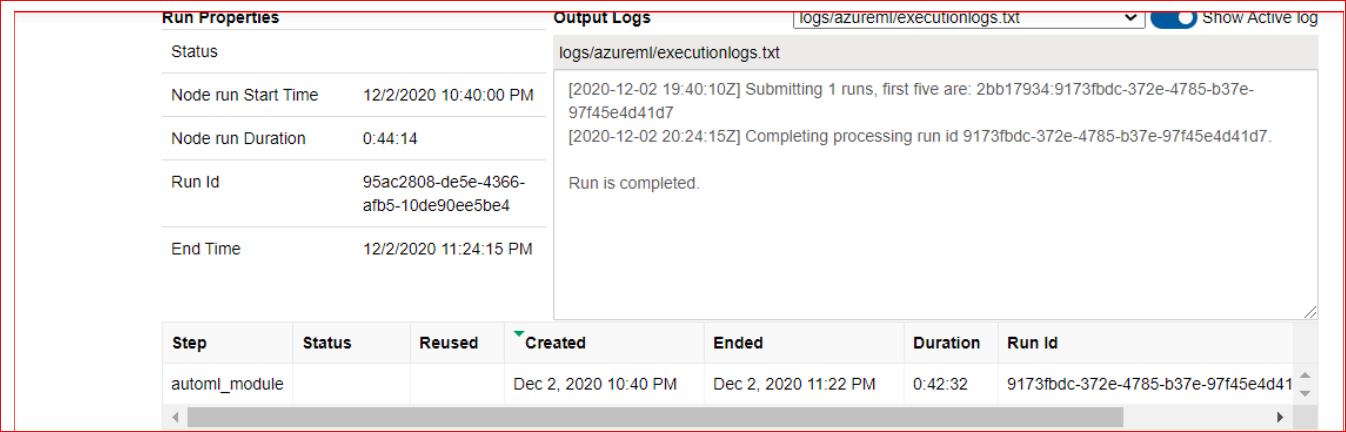 Run Properties
Output Logs
logs/azureml/executionlogs.txt
Show Active log
Status
Node run Start Time 12/2/2020 10:40:00 PM
Node run Duration 0:44:14
Run Id 95ac2808-de5e-4366-
afb5-10de90ee5be4
End Time 12/2/2020 11:24:15 PM
logs/azureml/executionlogs.txt
[2020-12-02 19:40:10Z] Submitting 1 runs, first five are: 2bb17934:9173fbdc-372e-4785-b37e-
97f45e4d41d7
[2020-12-02 20:24:15Z] Completing processing run id 9173fbdc-372e-4785-b37e-97f45e4d41d7.
Run is completed.
Step Status Reused Created Ended Duration Run Id
automl_module Dec 2, 2020 10:40 PM Dec 2, 2020 11:22 PM 0:42:32 9173fbdc-372e-4785-b37e-97f45e4d41